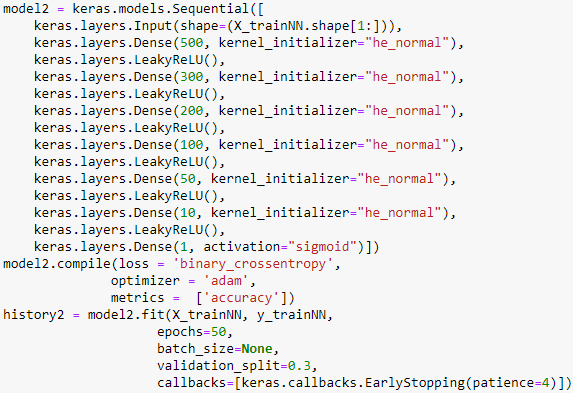 model2 = keras.models.Sequential([
    keras.layers.Input(shape=(X_trainNN.shape[1:])),
    keras.layers.Dense(500, kernel_initializer="he_normal"),
    keras.layers.LeakyReLU(),
    keras.layers.Dense(300, kernel_initializer="he_normal"),
    keras.layers.LeakyReLU(),
    keras.layers.Dense(200, kernel_initializer="he_normal"),
    keras.layers.LeakyReLU(),
    keras.layers.Dense(100, kernel_initializer="he_normal"),
    keras.layers.LeakyReLU(),
    keras.layers.Dense(50, kernel_initializer="he_normal"),
    keras.layers.LeakyReLU(),
    keras.layers.Dense(10, kernel_initializer="he_normal"),
    keras.layers.LeakyReLU(),
    keras.layers.Dense(1, activation="sigmoid")])
model2.compile(loss = 'binary_crossentropy',
              optimizer = 'adam',
              metrics =  ['accuracy'])
history2 = model2.fit(X_trainNN, y_trainNN,
                    epochs=50,
                    batch_size=None,
                    validation_split=0.3,
                    callbacks=[keras.callbacks.EarlyStopping(patience=4)])